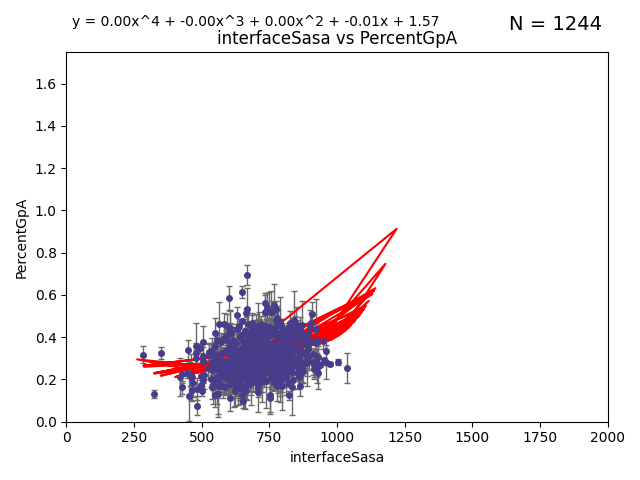 y = 0.00x^4 + -0.00x^3 + 0.00x^2 + -0.01x + 1.57
N = 1244
interfaceSasa vs PercentGpA
1.6
1.4
1.2
1.0
0.8
0.6
0.4
0.2
0.0
PercentGpA
0 250 500 750 1000 1250 1500 1750 2000
interfaceSasa